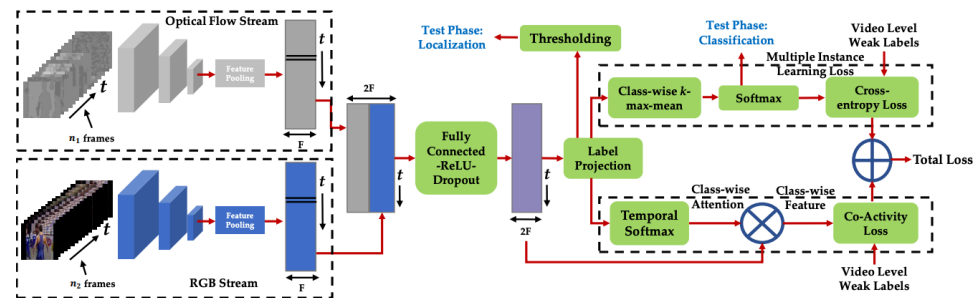 Optical Flow Stream
t
n1 frames
Feature
Pooling
t
F
t
n2 frames
Feature
Pooling
t
F
RGB Stream
2F
t
Fully
Connected
-ReLU-
Dropout
t
2F
Test Phase:
Localization
Thresholding
Label
Projection
Test Phase:
Classification
Video Level
Weak Labels
Multiple Instance
Learning Loss
Class-wise k-
max-mean
Softmax
Cross-
entropy Loss
Total Loss
Temporal
Softmax
Class-wise
Attention
Class-wise
Feature
Co-Activity
Loss
Video Level
Weak Labels